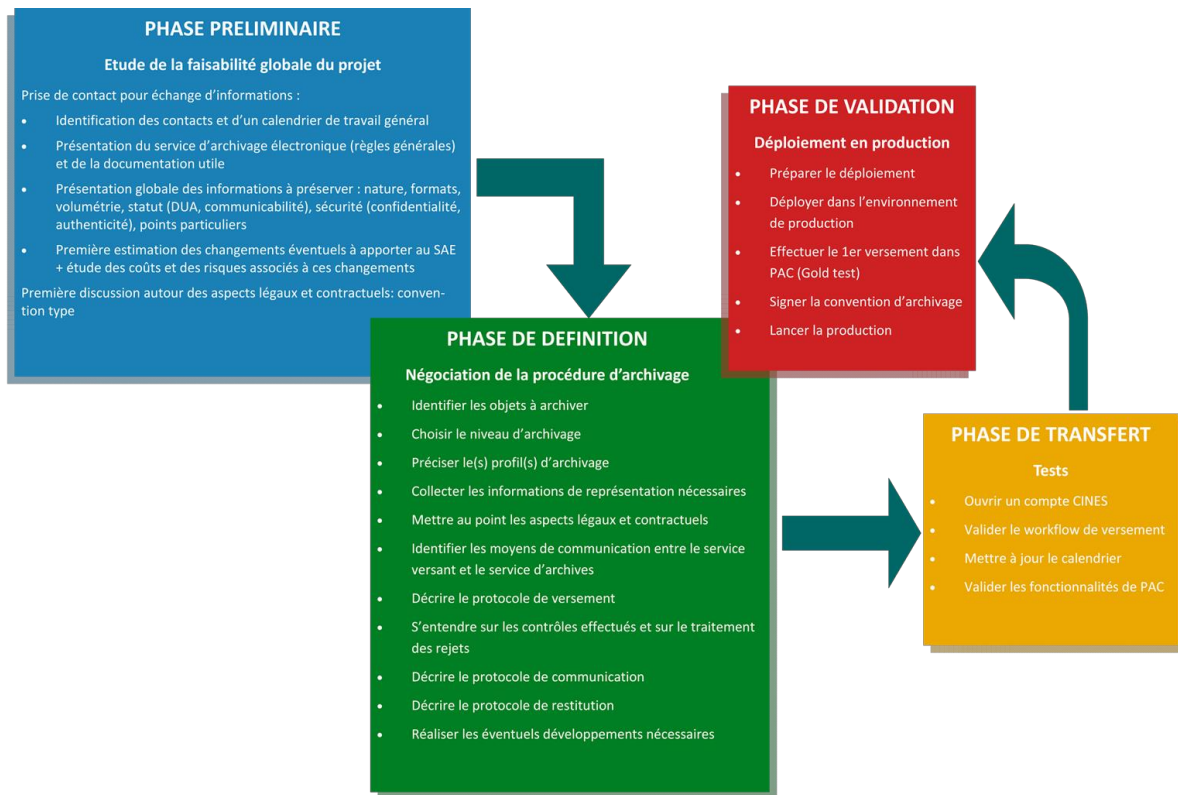 PHASE PRELIMINAIRE
Etude de la faisabilité globale du projet
Prise de contact pour échange d'informations :
• Identification des contacts et d'un calendrier de travail général
• Présentation du service d'archivage électronique (règles générales)
et de la documentation utile
• Présentation globale des informations à préserver : nature, formats,
volumétrie, statut (DUA, communicabilité), sécurité (confidentialité,
authenticité), points particuliers
• Première estimation des changements éventuels à apporter au SAE
+ étude des coûts et des risques associés à ces changements
Première discussion autour des aspects légaux et contractuels: conven-
tion type
PHASE DE DEFINITION
Négociation de la procédure d'archivage
• Identifier les objets à archiver
• Choisir le niveau d'archivage
• Préciser le(s) profil(s) d'archivage
• Collecter les informations de représentation nécessaires
• Mettre au point les aspects légaux et contractuels
• Identifier les moyens de communication entre le service
versant et le service d'archives
• Décrire le protocole de versement
• S'entendre sur les contrôles effectués et sur le traitement
des rejets
• Décrire le protocole de communication
• Décrire le protocole de restitution
• Réaliser les éventuels développements nécessaires
PHASE DE TRANSFERT
Tests
• Ouvrir un compte CINES
• Valider le workflow de versement
• Mettre à jour le calendrier
• Valider les fonctionnalités de PAC
PHASE DE VALIDATION
Déploiement en production
• Préparer le déploiement
• Déployer dans l'environnement
de production
• Effectuer le 1er versement dans
PAC (Gold test)
• Signer la convention d'archivage
• Lancer la production